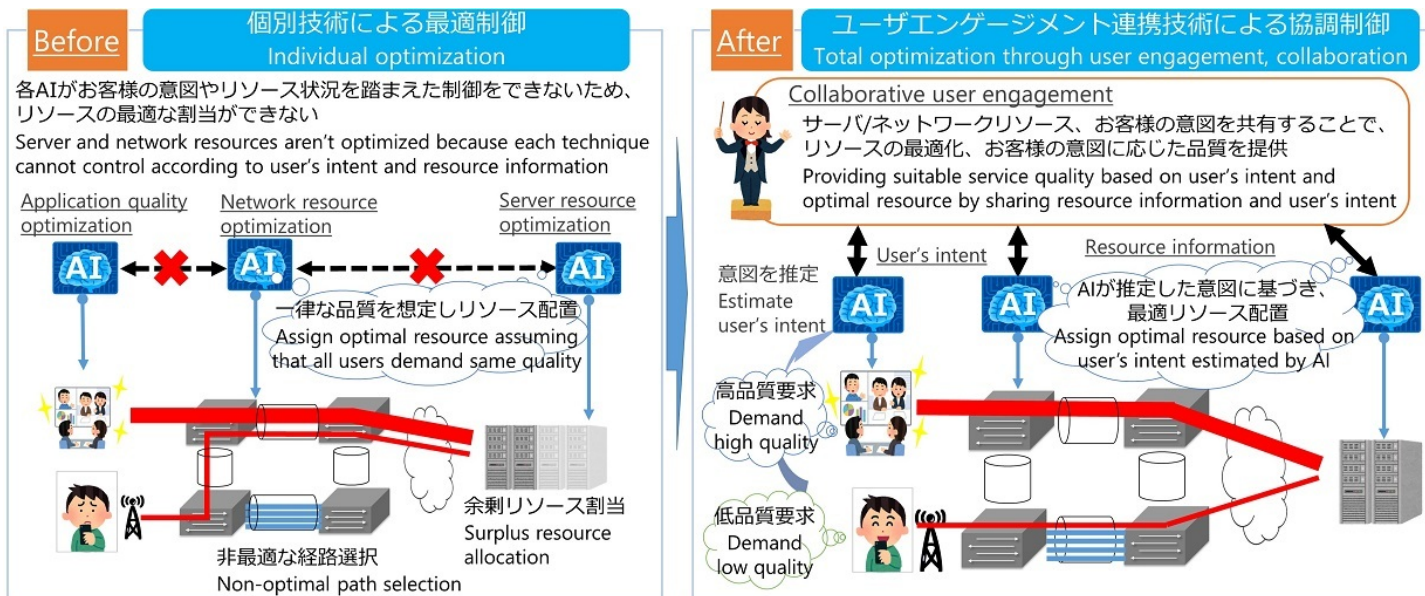 Before
個別技術による最適制御
Individual optimization
各AIがお客様の意図やリソース状況を踏まえた制御をできないため、
リソースの最適な割当ができない
Server and network resources aren't optimized because each technique
cannot control according to user's intent and resource information
Application quality
optimization
Network resource
optimization
Server resource
optimization
AI
AI
AI
一律な品質を想定しリソース配置
Assign optimal resource assuming
that all users demand same quality
余剰リソース割当
Surplus resource
allocation
非最適な経路選択
Non-optimal path selection
After
ユーザエンゲージメント連携技術による協調制御
Total optimization through user engagement, collaboration
Collaborative user engagement
サーバ/ネットワークリソース、お客様の意図を共有することで、
リソースの最適化、お客様の意図に応じた品質を提供
Providing suitable service quality based on user's intent and
optimal resource by sharing resource information and user's intent
User's intent
Resource information
意図を推定
Estimate
user's intent
AI
AI
AI
AIが推定した意図に基づき、
最適リソース配置
Assign optimal resource based on
user's intent estimated by AI
高品質要求
Demand
high quality
低品質要求
Demand
low quality